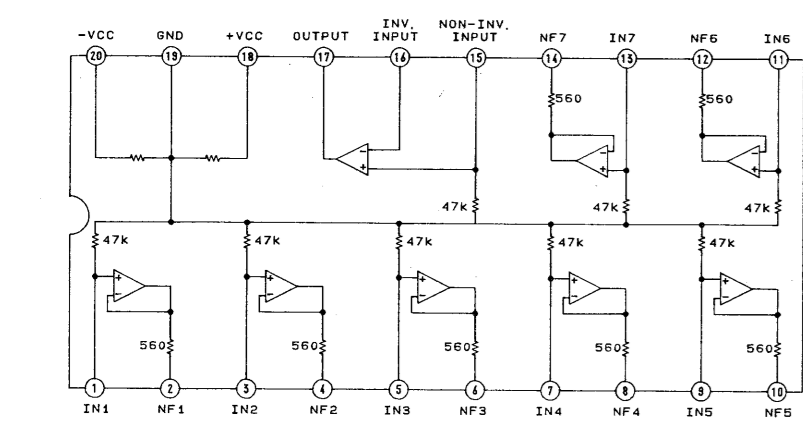 INV. NON-INV.
-VCC GND +VCC OUTPUT INPUT INPUT NF7 IN7 NF6 IN6
20 19 18 17 16 15 14 13 12 11
560 560
- - -
+ + +
47k 47k 47k
47k 47k 47k 47k 47k
+ + + + +
- - - - -
560 560 560 560 560
1 2 3 4 5 6 7 8 9 10
IN1 NF1 IN2 NF2 IN3 NF3 IN4 NF4 IN5 NF5